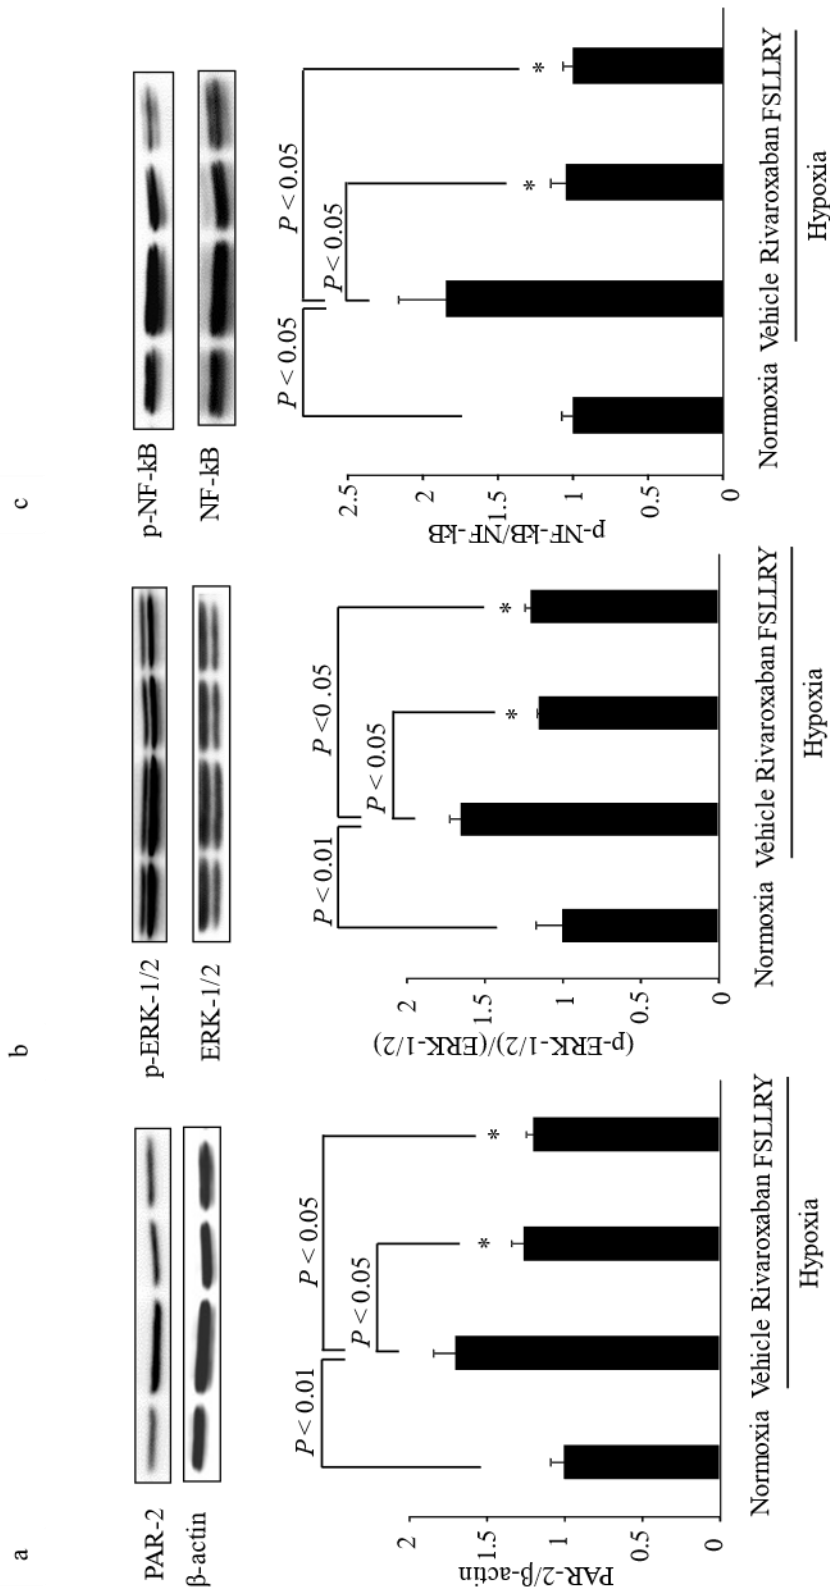 a
PAR-2
β-actin
P < 0.01
P < 0.05
P < 0.05
* *
2
1.5
1
0.5
0
PAR-2/β-actin
Normoxia Vehicle Rivaroxaban FSLLRY
Hypoxia
b
p-ERK-1/2
ERK-1/2
P < 0.01
P <0 .05
P < 0.05
* *
2
1.5
1
0.5
0
(p-ERK-1/2)/(ERK-1/2)
Normoxia Vehicle Rivaroxaban FSLLRY
Hypoxia
c
p-NF-kB
NF-kB
P < 0.05
P < 0.05
P < 0.05
* *
2.5
2
1.5
1
0.5
0
p-NF-kB/NF-kB
Normoxia Vehicle Rivaroxaban FSLLRY
Hypoxia